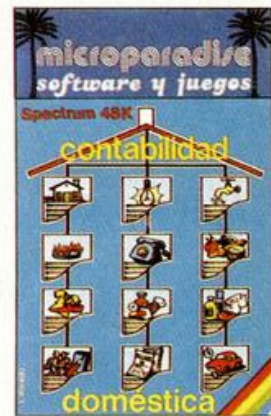 microparadise
software y juegos
Spectrum 48K
contabilidad
doméstica